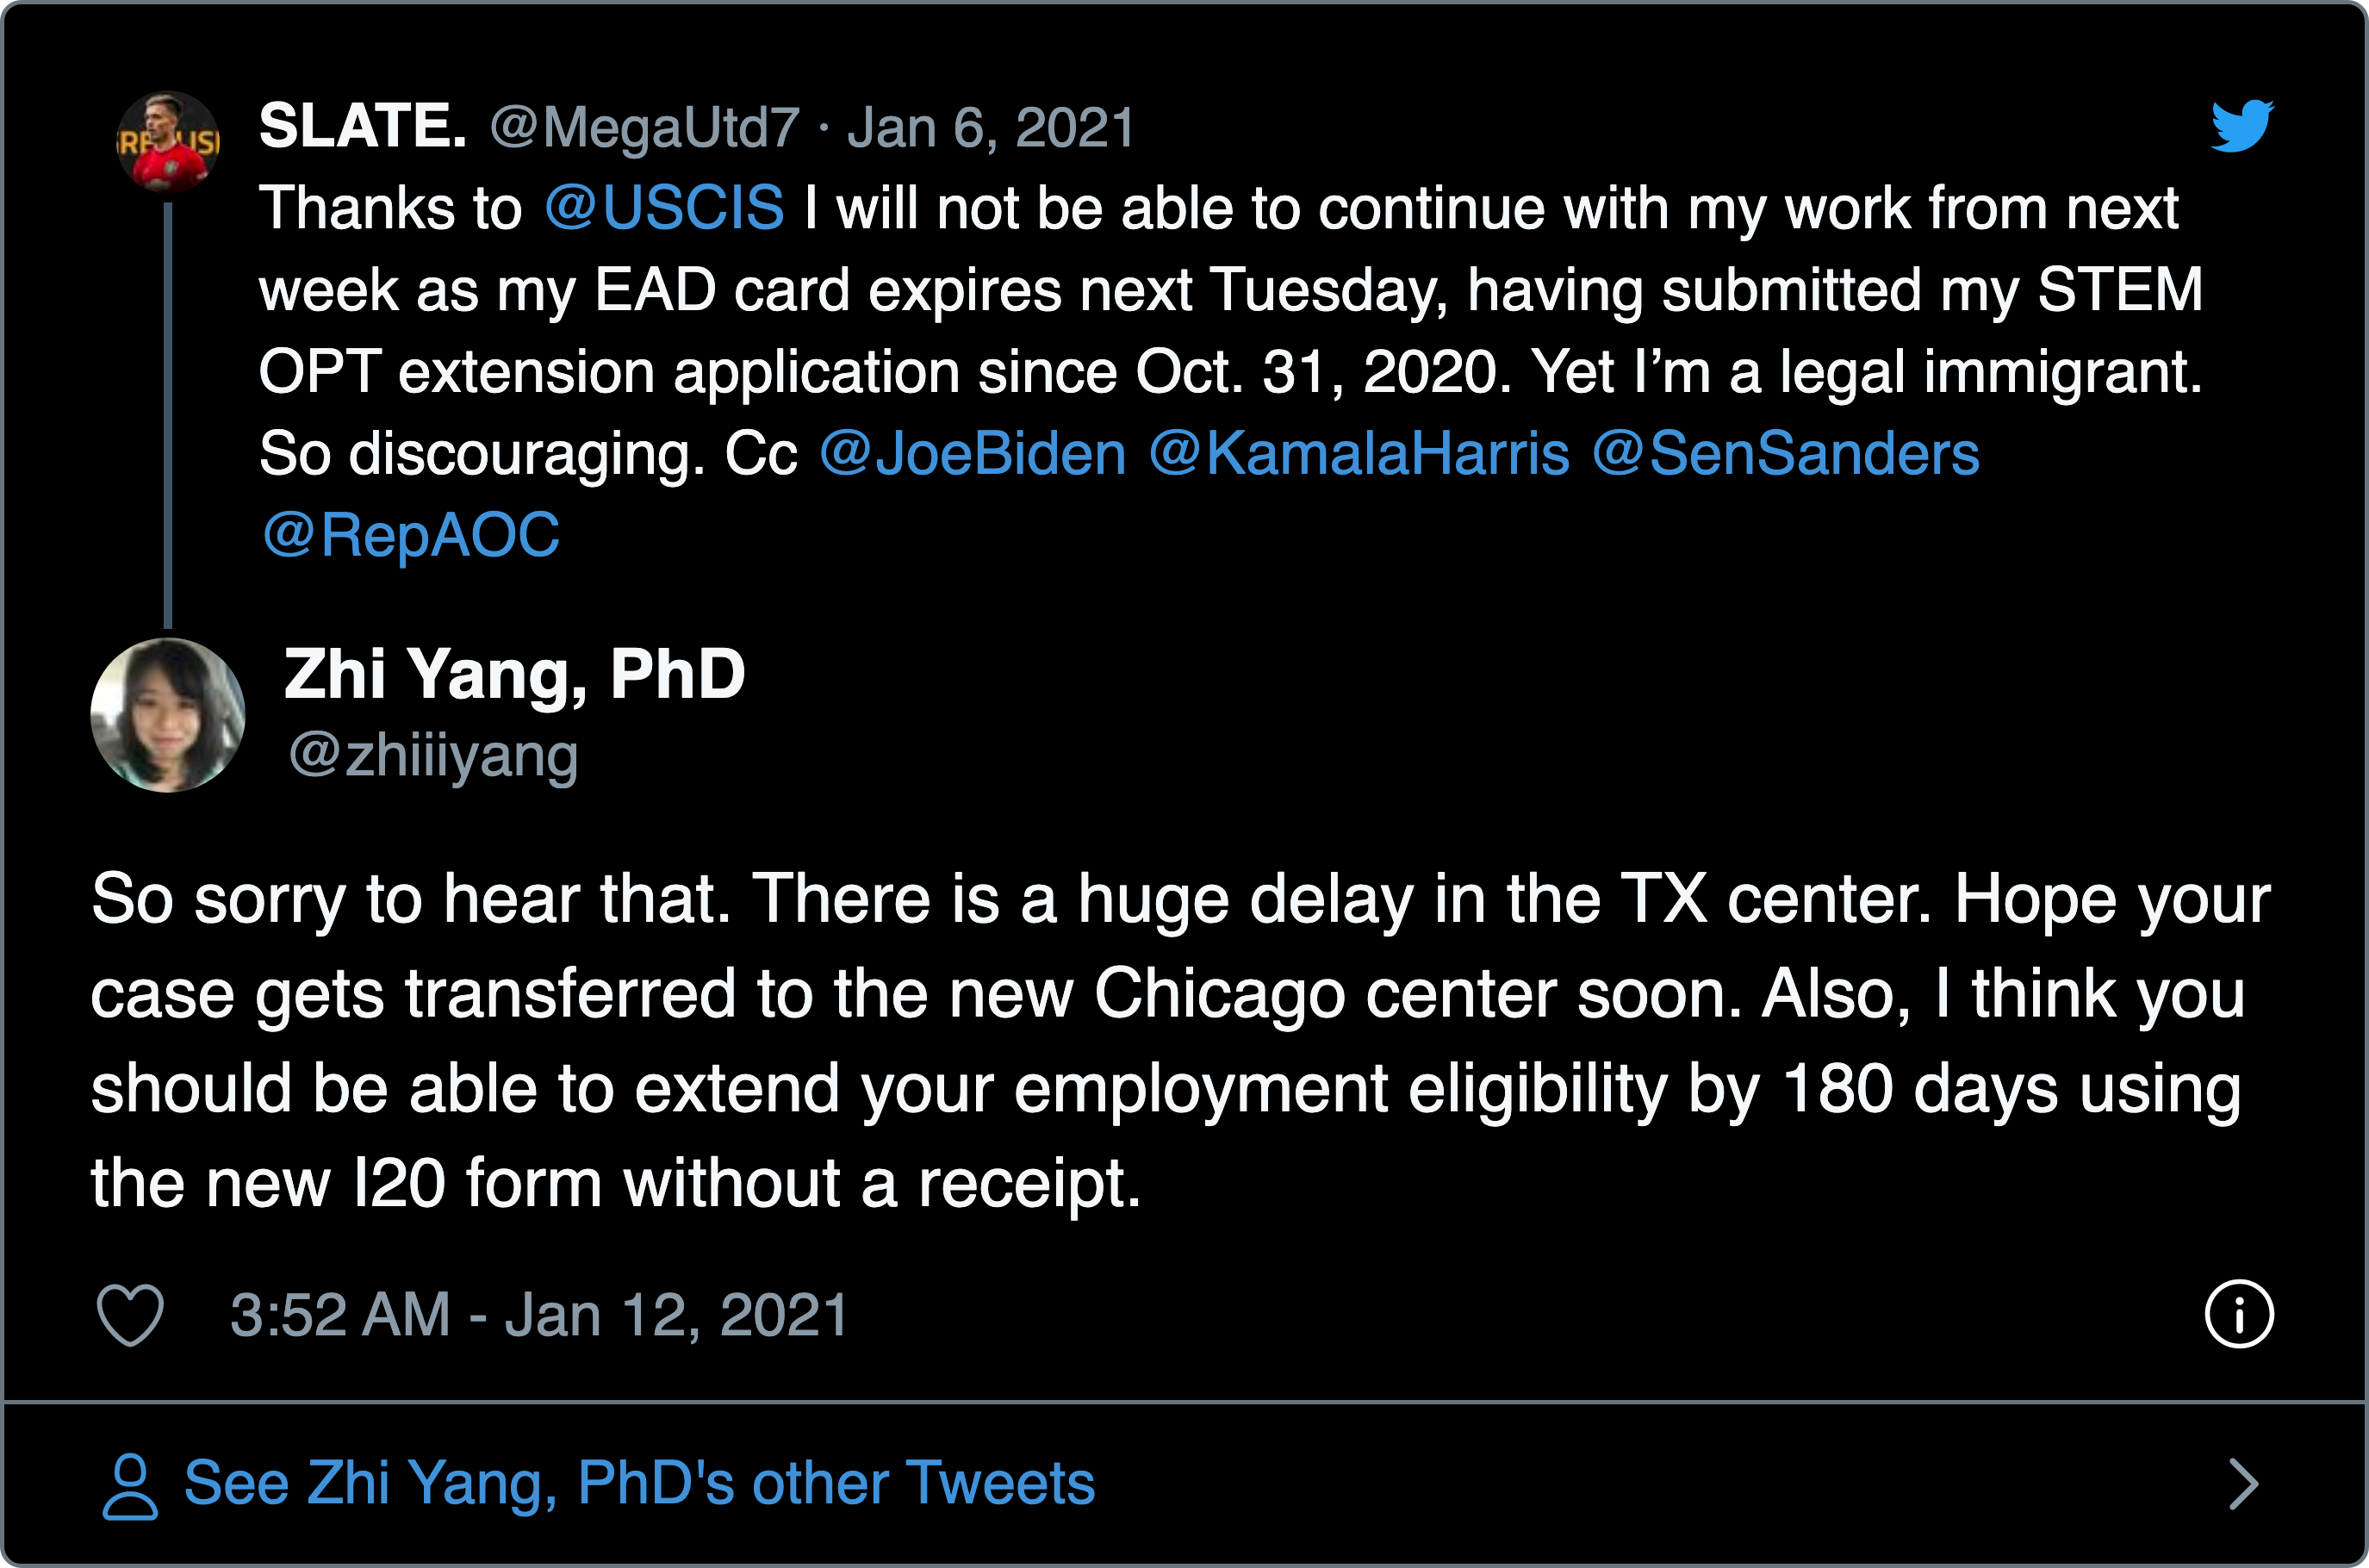 SLATE. @MegaUtd7 · Jan 6, 2021
Thanks to @USCIS I will not be able to continue with my work from next
week as my EAD card expires next Tuesday, having submitted my STEM
OPT extension application since Oct. 31, 2020. Yet I’m a legal immigrant.
So discouraging. Cc @JoeBiden @KamalaHarris @SenSanders
@RepAOC
Zhi Yang, PhD
@zhiiiyang
So sorry to hear that. There is a huge delay in the TX center. Hope your
case gets transferred to the new Chicago center soon. Also, I think you
should be able to extend your employment eligibility by 180 days using
the new I20 form without a receipt.
3:52 AM - Jan 12, 2021
See Zhi Yang, PhD's other Tweets